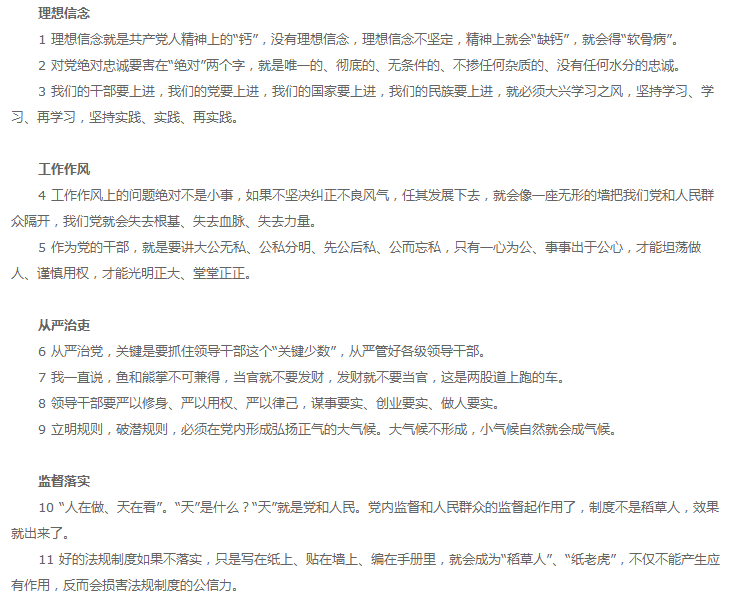 理想信念
1 理想信念就是共产党人精神上的“钙”，没有理想信念，理想信念不坚定，精神上就会“缺钙”，就会得“软骨病”。
2 对党绝对忠诚要害在“绝对”两个字，就是唯一的、彻底的、无条件的、不掺任何杂质的、没有任何水分的忠诚。
3 我们的干部要上进，我们的党要上进，我们的国家要上进，我们的民族要上进，就必须大兴学习之风，坚持学习、学
习、再学习，坚持实践、实践、再实践。
工作作风
4 工作作风上的问题绝对不是小事，如果不坚决纠正不良风气，任其发展下去，就会像一座无形的墙把我们党和人民群
众隔开，我们党就会失去根基、失去血脉、失去力量。
5 作为党的干部，就是要讲大公无私、公私分明、先公后私、公而忘私，只有一心为公、事事出于公心，才能坦荡做
人、谨慎用权，才能光明正大、堂堂正正。
从严治吏
6 从严治党，关键是要抓住领导干部这个“关键少数”，从严管好各级领导干部。
7 我一直说，鱼和熊掌不可兼得，当官就不要发财，发财就不要当官，这是两股道上跑的车。
8 领导干部要严以修身、严以用权、严以律己，谋事要实、创业要实、做人要实。
9 立明规则，破潜规则，必须在党内形成弘扬正气的大气候。大气候不形成，小气候自然就会成气候。
监督落实
10 “人在做、天在看”。“天”是什么？“天”就是党和人民。党内监督和人民群众的监督起作用了，制度不是稻草人，效果
就出来了。
11 好的法规制度如果不落实，只是写在纸上、贴在墙上、编在手册里，就会成为“稻草人”、“纸老虎”，不仅不能产生应
有作用，反而会损害法规制度的公信力。